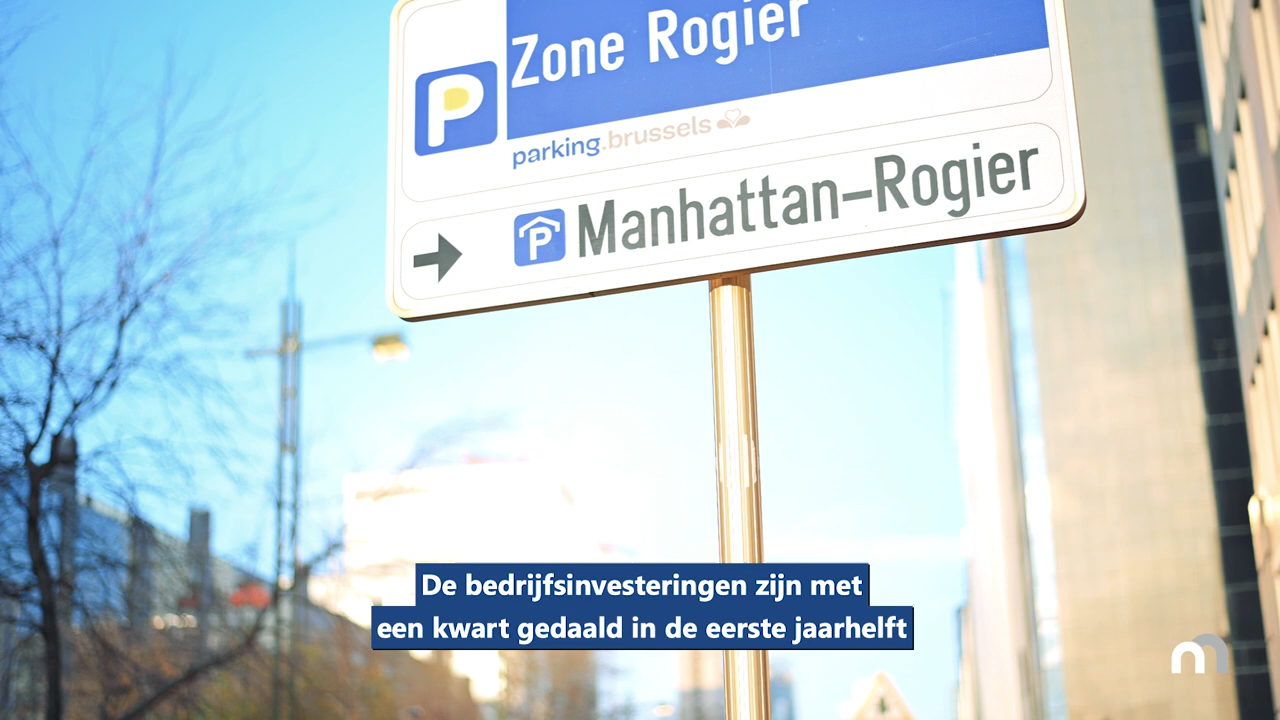 Zone Rogier
P
parking.brussels
P Manhattan-Rogier
De bedrijfsinvesteringen zijn met
een kwart gedaald in de eerste jaarhelft